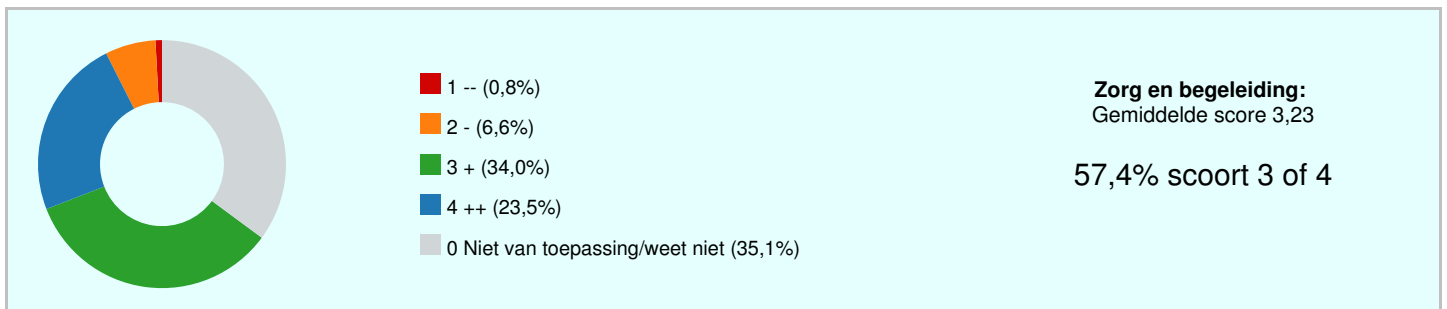 1 -- (0,8%)
2 - (6,6%)
3 + (34,0%)
4 ++ (23,5%)
0 Niet van toepassing/weet niet (35,1%)
Zorg en begeleiding:
Gemiddelde score 3,23
57,4% scoort 3 of 4